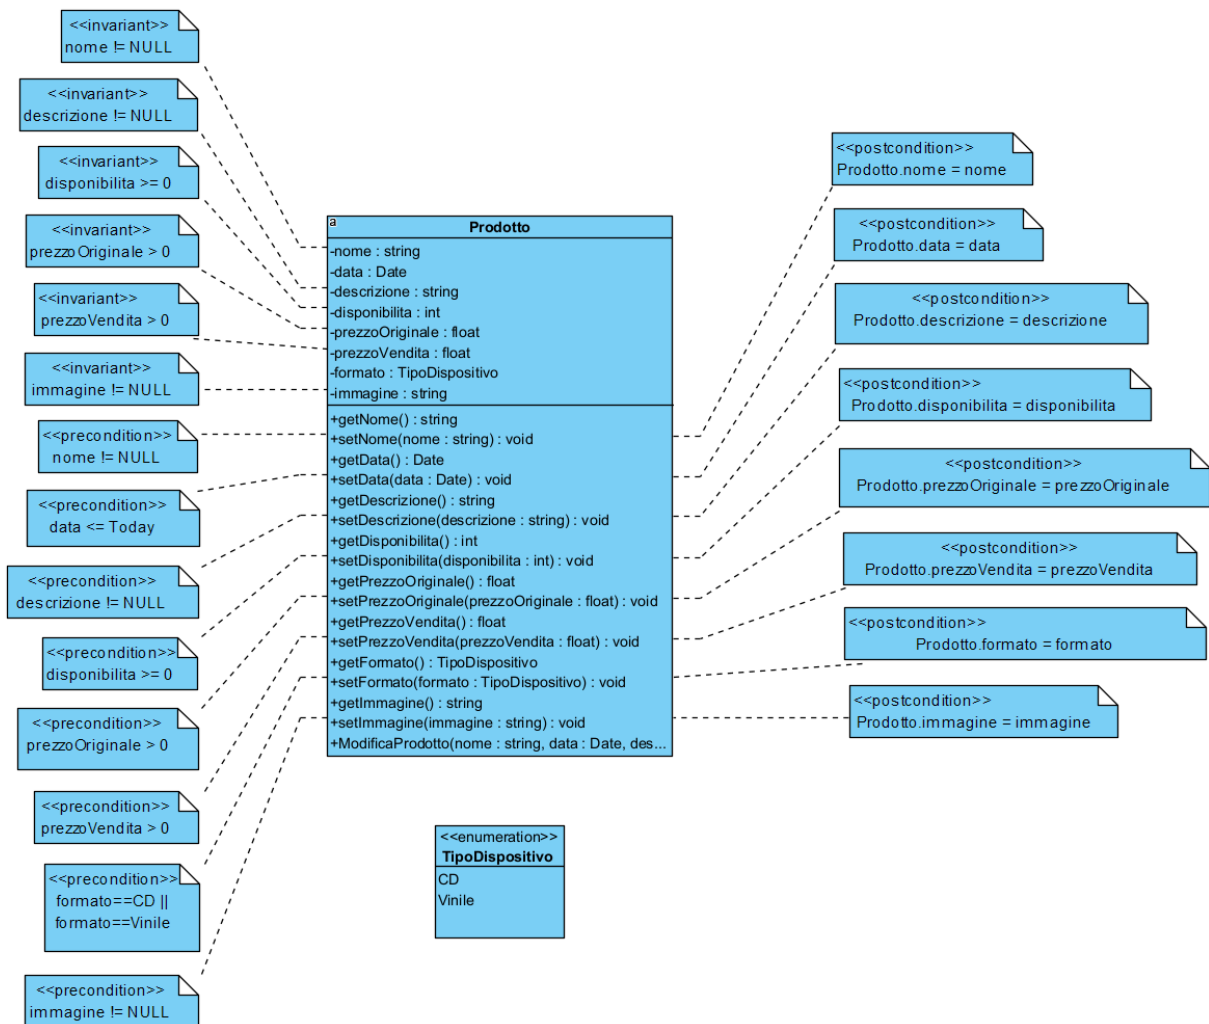 <<invariant>>
nome != NULL
<<invariant>>
descrizione != NULL
<<invariant>>
disponibilita >= 0
<<invariant>>
prezzoOriginale > 0
<<invariant>>
prezzoVendita > 0
<<invariant>>
immagine != NULL
<<precondition>>
nome != NULL
<<precondition>>
data <= Today
<<precondition>>
descrizione != NULL
<<precondition>>
disponibilita >= 0
<<precondition>>
prezzoOriginale > 0
<<precondition>>
prezzoVendita > 0
<<precondition>>
formato==CD ||
formato==Vinile
<<precondition>>
immagine != NULL
a
Prodotto
-nome : string
-data : Date
-descrizione : string
-disponibilita : int
-prezzoOriginale : float
-prezzoVendita : float
-formato : TipoDispositivo
-immagine : string
+getNome() : string
+setNome(nome : string) : void
+getData() : Date
+setData(data : Date) : void
+getDescrizione() : string
+setDescrizione(descrizione : string) : void
+getDisponibilita() : int
+setDisponibilita(disponibilita : int) : void
+getPrezzoOriginale() : float
+setPrezzoOriginale(prezzoOriginale : float) : void
+getPrezzoVendita() : float
+setPrezzoVendita(prezzoVendita : float) : void
+getFormato() : TipoDispositivo
+setFormato(formato : TipoDispositivo) : void
+getImmagine() : string
+setImmagine(immagine : string) : void
+ModificaProdotto(nome : string, data : Date, des...
<<enumeration>>
TipoDispositivo
CD
Vinile
<<postcondition>>
Prodotto.nome = nome
<<postcondition>>
Prodotto.data = data
<<postcondition>>
Prodotto.descrizione = descrizione
<<postcondition>>
Prodotto.disponibilita = disponibilita
<<postcondition>>
Prodotto.prezzoOriginale = prezzoOriginale
<<postcondition>>
Prodotto.prezzoVendita = prezzoVendita
<<postcondition>>
Prodotto.formato = formato
<<postcondition>>
Prodotto.immagine = immagine